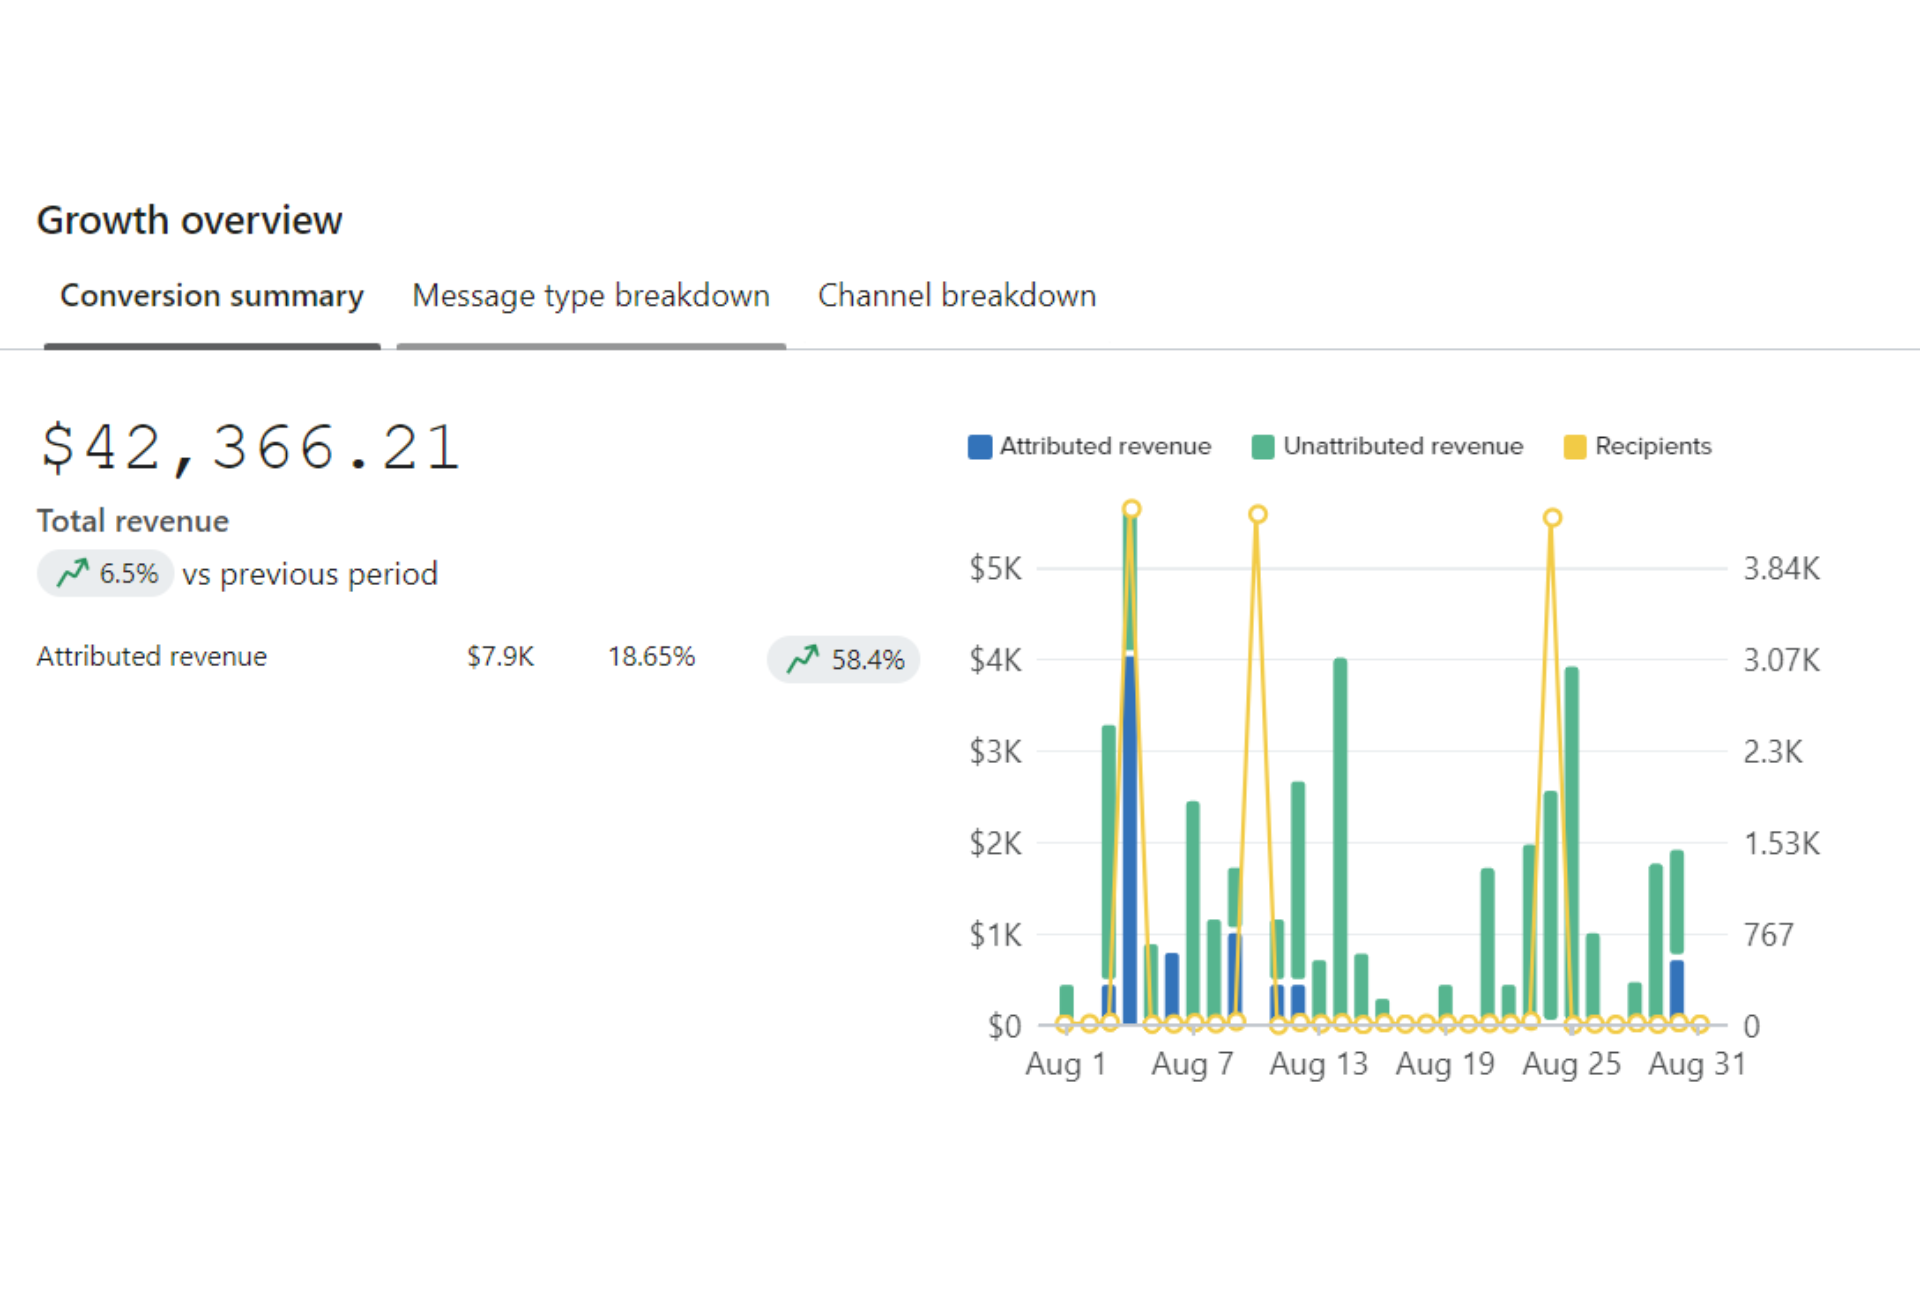 Growth overview
Conversion summary Message type breakdown Channel breakdown
$42,366.21
Total revenue
6.5% vs previous period
Attributed revenue $7.9K 18.65% 58.4%
Attributed revenue Unattributed revenue Recipients
$5K 3.84K
$4K 3.07K
$3K 2.3K
$2K 1.53K
$1K 767
$0 0
Aug 1 Aug 7 Aug 13 Aug 19 Aug 25 Aug 31